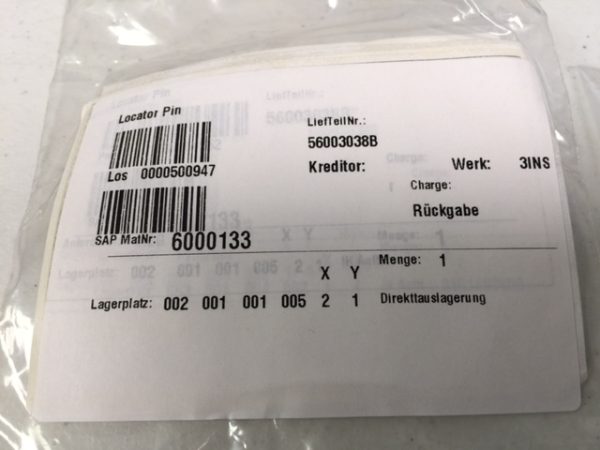 Locator Pin
LiefTeilNr.:
56003038B
Los 0000500947
Kreditor: Werk: 3INS
Charge:
Rückgabe
SAP MatNr: 6000133
Menge: 1
X Y
Lagerplatz: 002 001 001 005 2 1 Direktauslagerung